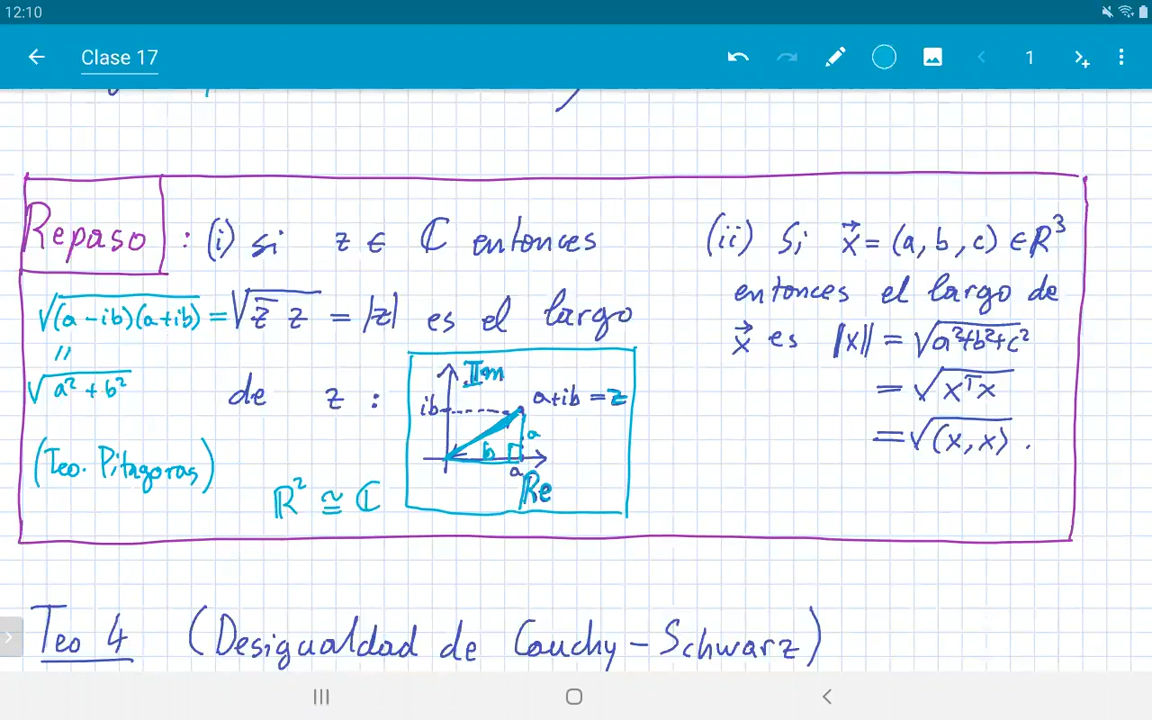 12:10
Clase 17
1
Repaso : (i) si z ∈ ℂ entonces
√(a-ib)(a+ib) = √z̄ z = |z| es el largo
"
√a² + b²
de z :
(Teo. Pitagoras)
ℝ² ≅ ℂ
Im
ib
a+ib = z
a
b
a
Re
(ii) Si x⃗ = (a, b, c) ∈ ℝ³
entonces el largo de
x⃗ es ||x|| = √a²+b²+c²
= √xᵀx
= √(x,x) .
Teo 4 (Desigualdad de Cauchy - Schwarz)